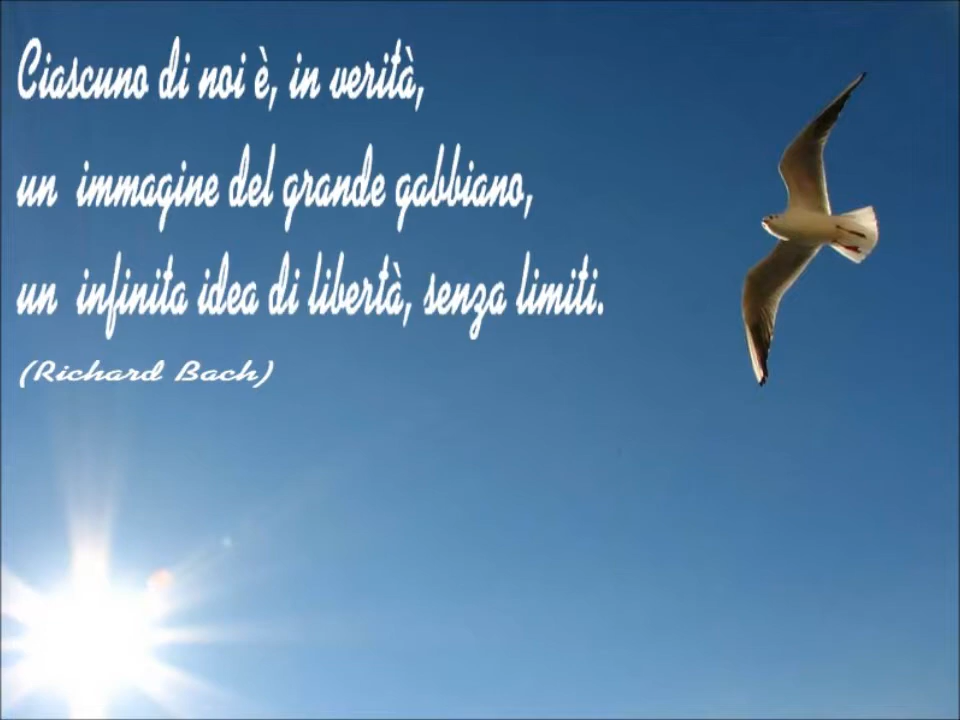 Ciascuno di noi è, in verità,
un immagine del grande gabbiano,
un infinita idea di libertà, senza limiti.
(Richard Bach)